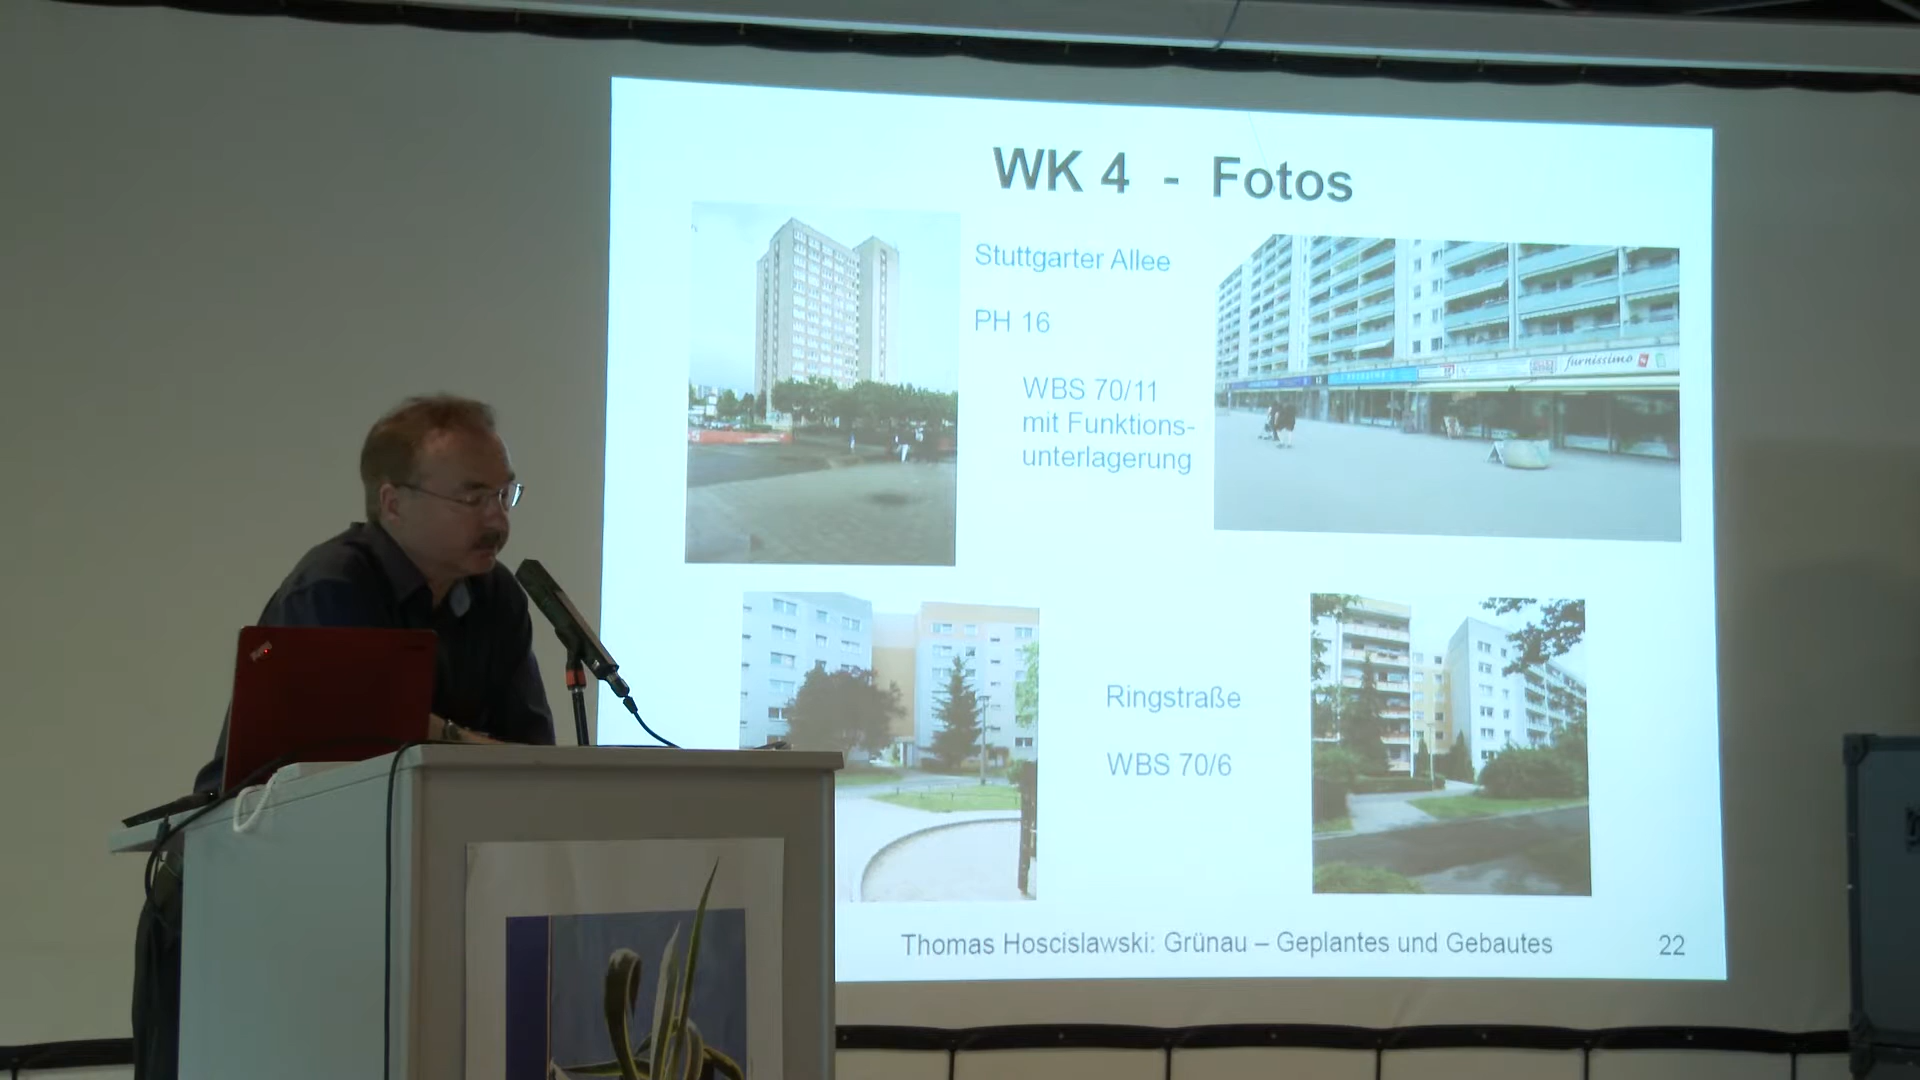 WK 4 - Fotos
Stuttgarter Allee
PH 16
WBS 70/11
mit Funktions-
unterlagerung
furnissimo
Ringstraße
WBS 70/6
Thomas Hoscislawski: Grünau – Geplantes und Gebautes
22